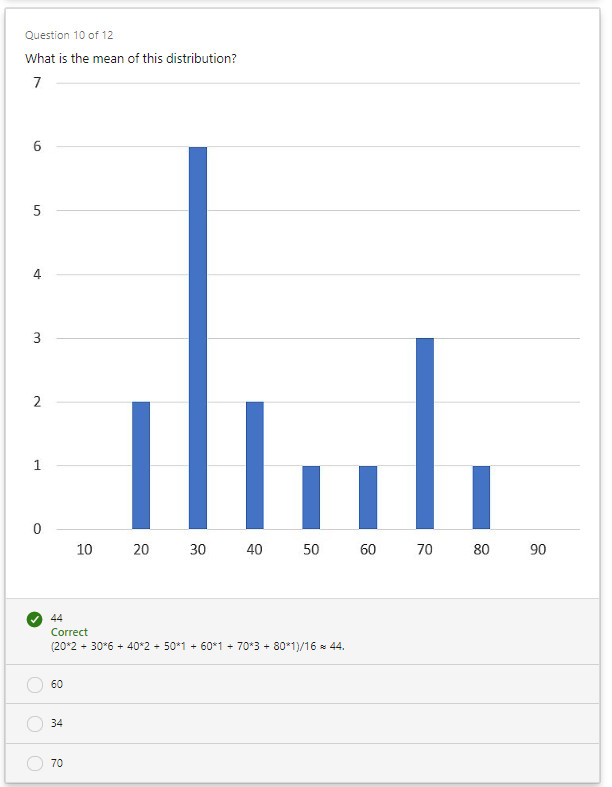 Question 10 of 12
What is the mean of this distribution?
7
6
5
4
3
2
1
0
10 20 30 40 50 60 70 80 90
44
Correct
(20*2 + 30*6 + 40*2 + 50*1 + 60*1 + 70*3 + 80*1)/16 ≈ 44.
60
34
70